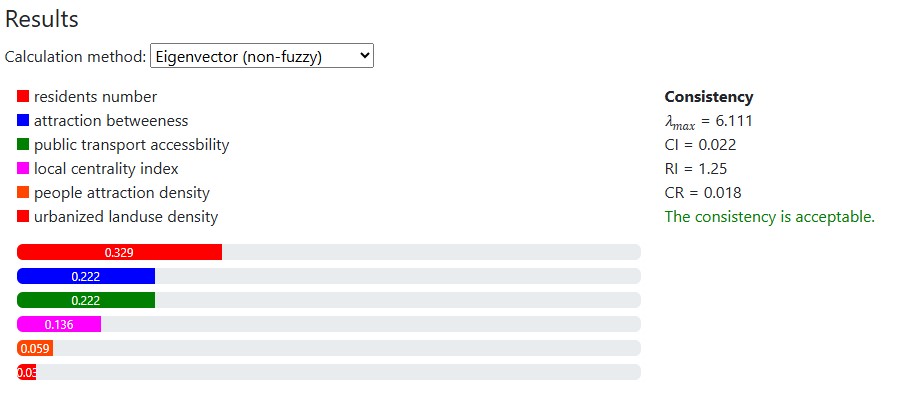 Results
Calculation method: Eigenvector (non-fuzzy)
residents number
attraction betweeness
public transport accessbility
local centrality index
people attraction density
urbanized landuse density
Consistency
λmax = 6.111
CI = 0.022
RI = 1.25
CR = 0.018
The consistency is acceptable.
0.329
0.222
0.222
0.136
0.059
0.03